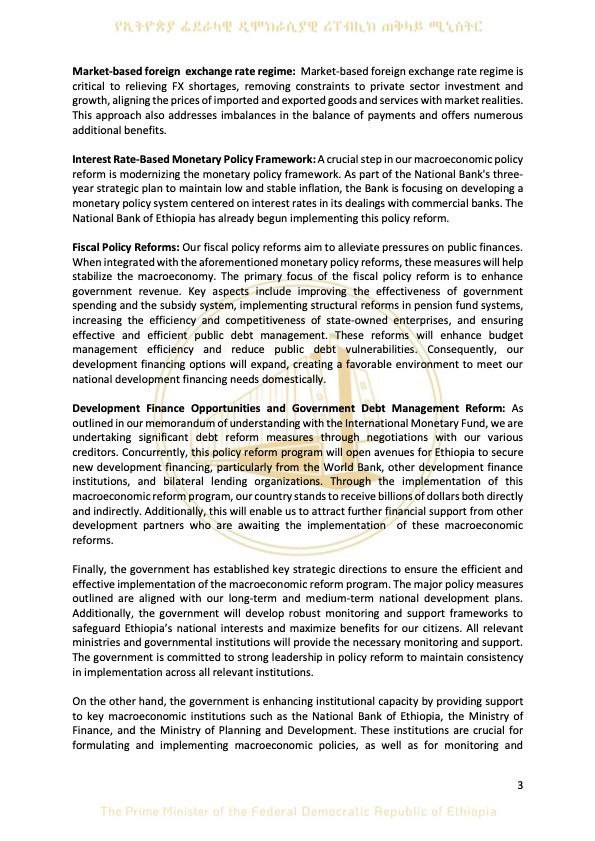 የኢትዮጵያ ፌደራላዊ ዲሞክራሲያዊ ሪፐብሊክ ጠቅላይ ሚኒስትር
Market-based foreign exchange rate regime: Market-based foreign exchange rate regime is
critical to relieving FX shortages, removing constraints to private sector investment and
growth, aligning the prices of imported and exported goods and services with market realities.
This approach also addresses imbalances in the balance of payments and offers numerous
additional benefits.
Interest Rate-Based Monetary Policy Framework: A crucial step in our macroeconomic policy
reform is modernizing the monetary policy framework. As part of the National Bank's three-
year strategic plan to maintain low and stable inflation, the Bank is focusing on developing a
monetary policy system centered on interest rates in its dealings with commercial banks. The
National Bank of Ethiopia has already begun implementing this policy reform.
Fiscal Policy Reforms: Our fiscal policy reforms aim to alleviate pressures on public finances.
When integrated with the aforementioned monetary policy reforms, these measures will help
stabilize the macroeconomy. The primary focus of the fiscal policy reform is to enhance
government revenue. Key aspects include improving the effectiveness of government
spending and the subsidy system, implementing structural reforms in pension fund systems,
increasing the efficiency and competitiveness of state-owned enterprises, and ensuring
effective and efficient public debt management. These reforms will enhance budget
management efficiency and reduce public debt vulnerabilities. Consequently, our
development financing options will expand, creating a favorable environment to meet our
national development financing needs domestically.
Development Finance Opportunities and Government Debt Management Reform: As
outlined in our memorandum of understanding with the International Monetary Fund, we are
undertaking significant debt reform measures through negotiations with our various
creditors. Concurrently, this policy reform program will open avenues for Ethiopia to secure
new development financing, particularly from the World Bank, other development finance
institutions, and bilateral lending organizations. Through the implementation of this
macroeconomic reform program, our country stands to receive billions of dollars both directly
and indirectly. Additionally, this will enable us to attract further financial support from other
development partners who are awaiting the implementation of these macroeconomic
reforms.
Finally, the government has established key strategic directions to ensure the efficient and
effective implementation of the macroeconomic reform program. The major policy measures
outlined are aligned with our long-term and medium-term national development plans.
Additionally, the government will develop robust monitoring and support frameworks to
safeguard Ethiopia's national interests and maximize benefits for our citizens. All relevant
ministries and governmental institutions will provide the necessary monitoring and support.
The government is committed to strong leadership in policy reform to maintain consistency
in implementation across all relevant institutions.
On the other hand, the government is enhancing institutional capacity by providing support
to key macroeconomic institutions such as the National Bank of Ethiopia, the Ministry of
Finance, and the Ministry of Planning and Development. These institutions are crucial for
formulating and implementing macroeconomic policies, as well as for monitoring and
3
The Prime Minister of the Federal Democratic Republic of Ethiopia